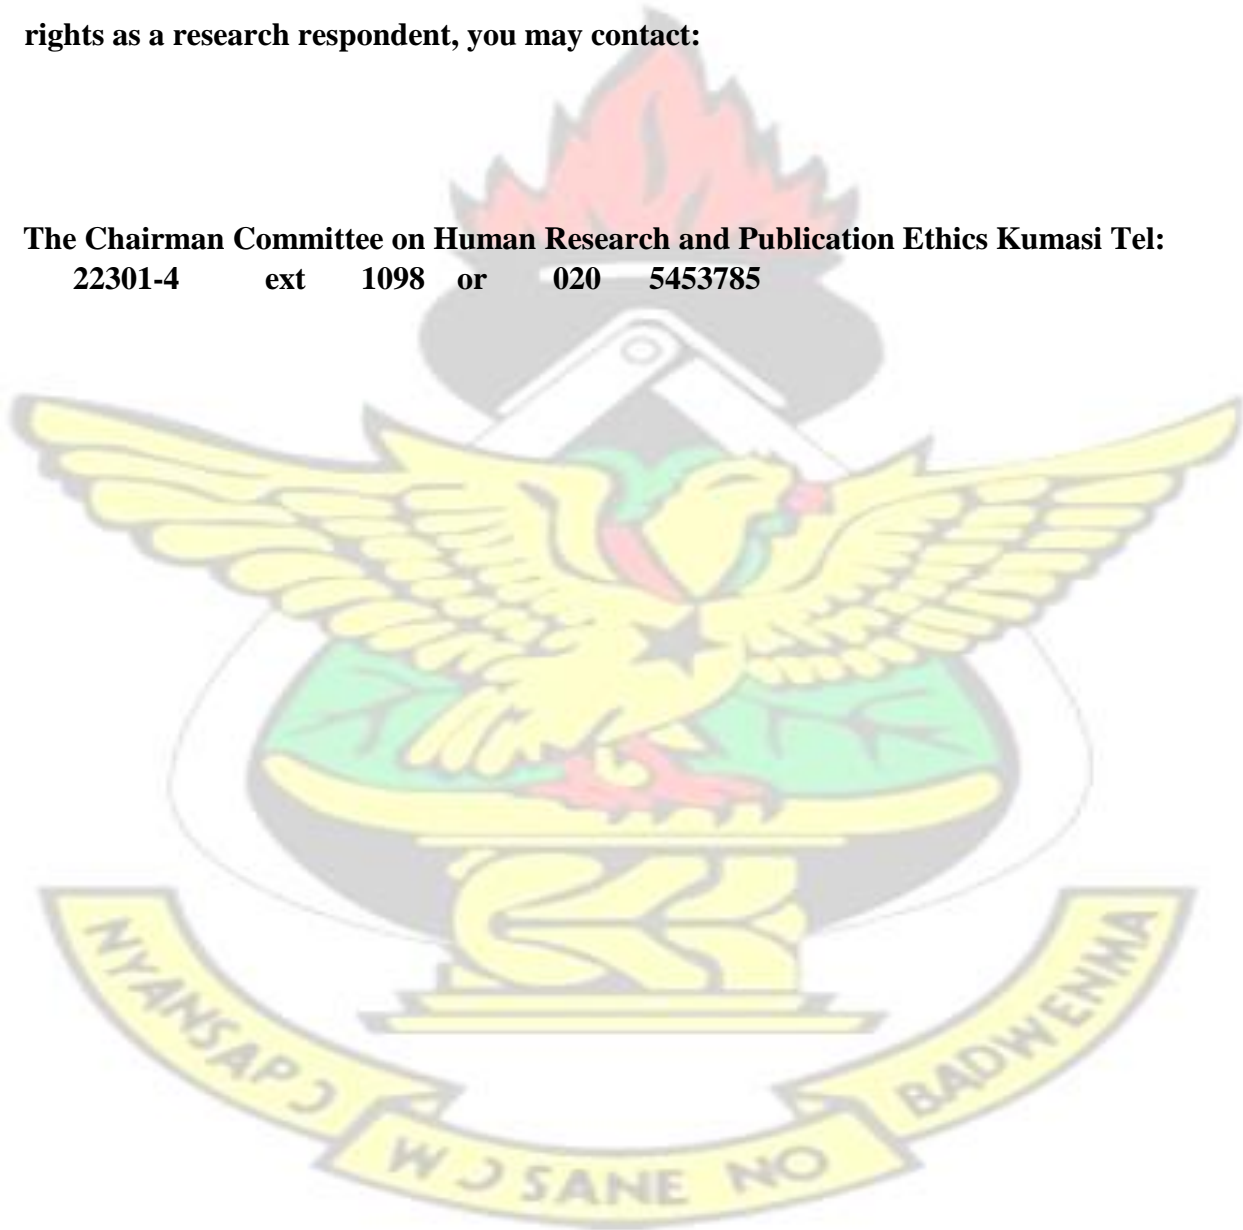 rights as a research respondent, you may contact:
The Chairman Committee on Human Research and Publication Ethics Kumasi Tel:
22301-4 ext 1098 or 020 5453785
NYANSAPƆ
WƆSANE NO
BADWENMA